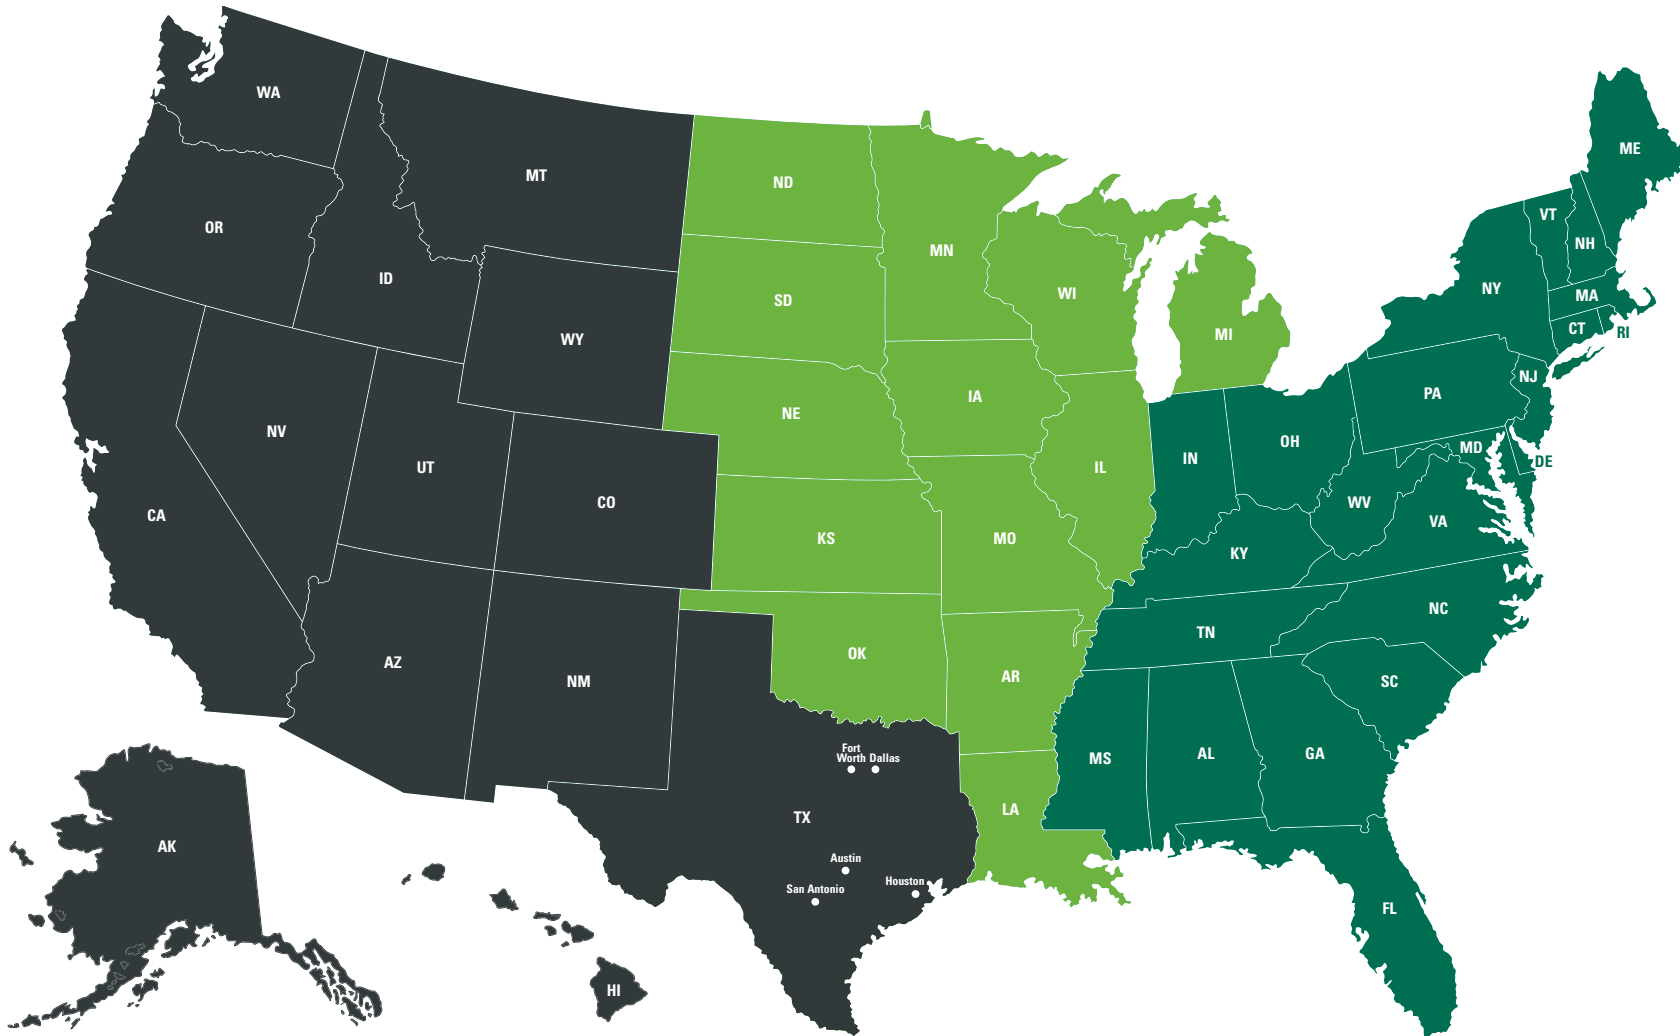 WA
MT
ND
ME
OR
ID
MN
VT
NH
SD
WI
NY
MA
MI
CT
RI
WY
NV
UT
CO
NE
IA
PA
NJ
IL
IN
OH
MD
DE
CA
KS
MO
WV
VA
KY
NC
AZ
NM
OK
AR
TN
SC
Fort
Worth Dallas
MS
AL
GA
TX
LA
AK
Austin
San Antonio
Houston
FL
HI